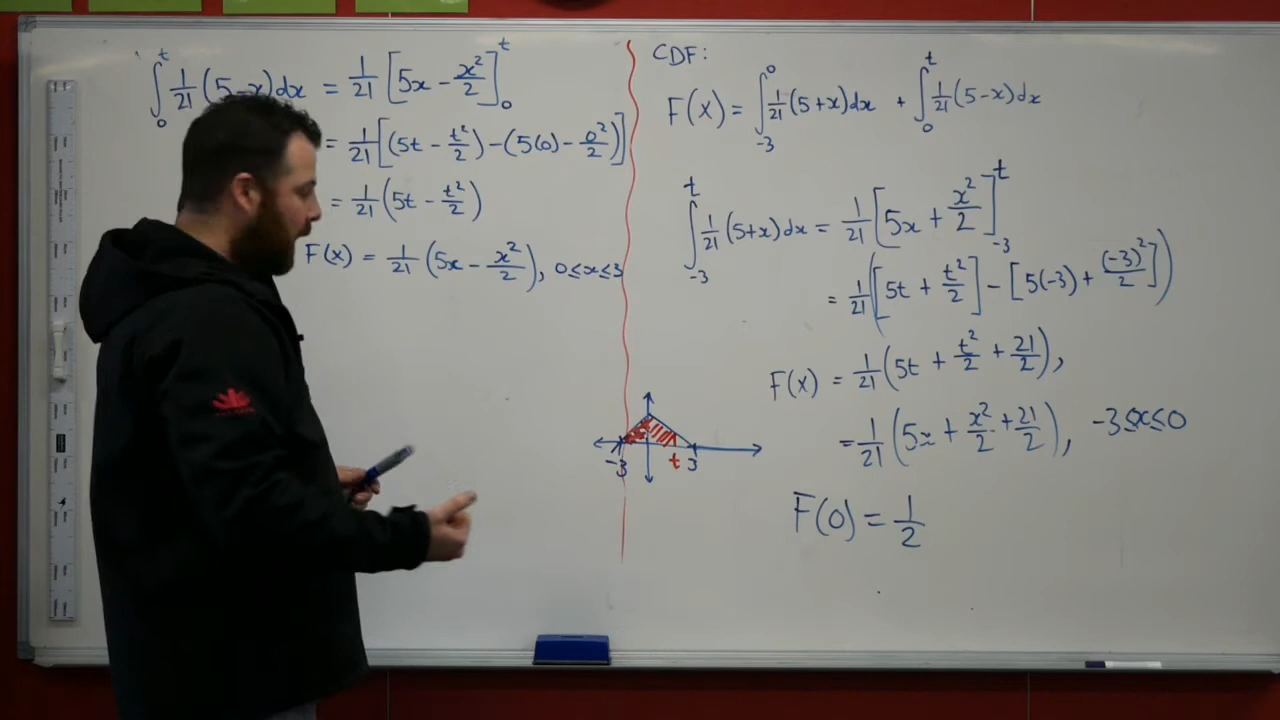 ∫₀ᵗ 1/21 (5-x)dx = 1/21 [5x - x²/2]₀ᵗ
= 1/21 [(5t - t²/2) - (5(0) - 0²/2)]
= 1/21 (5t - t²/2)
F(x) = 1/21 (5x - x²/2), 0≤x≤3
CDF:
F(x) = ∫₋₃⁰ 1/21 (5+x)dx + ∫₀ᵗ 1/21 (5-x)dx
∫₋₃ᵗ 1/21 (5+x)dx = 1/21 [5x + x²/2]₋₃ᵗ
= 1/21 ([5t + t²/2] - [5(-3) + (-3)²/2])
F(x) = 1/21 (5t + t²/2 + 21/2),
= 1/21 (5x + x²/2 + 21/2), -3≤x≤0
-3 t 3
F(0) = 1/2